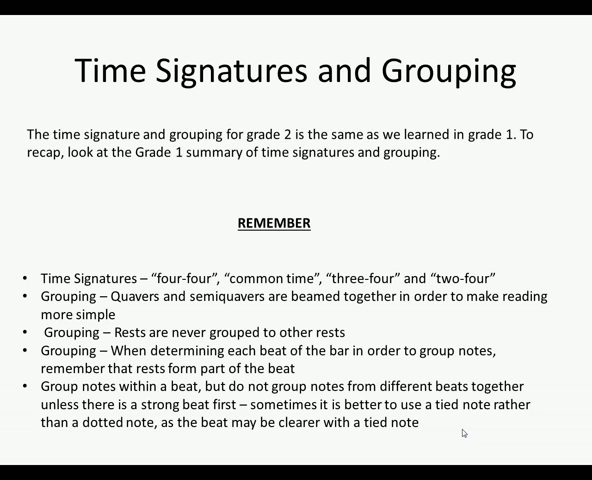 Time Signatures and Grouping
The time signature and grouping for grade 2 is the same as we learned in grade 1. To
recap, look at the Grade 1 summary of time signatures and grouping.
REMEMBER
• Time Signatures – “four-four”, “common time”, “three-four” and “two-four”
• Grouping – Quavers and semiquavers are beamed together in order to make reading
more simple
• Grouping – Rests are never grouped to other rests
• Grouping – When determining each beat of the bar in order to group notes,
remember that rests form part of the beat
• Group notes within a beat, but do not group notes from different beats together
unless there is a strong beat first – sometimes it is better to use a tied note rather
than a dotted note, as the beat may be clearer with a tied note